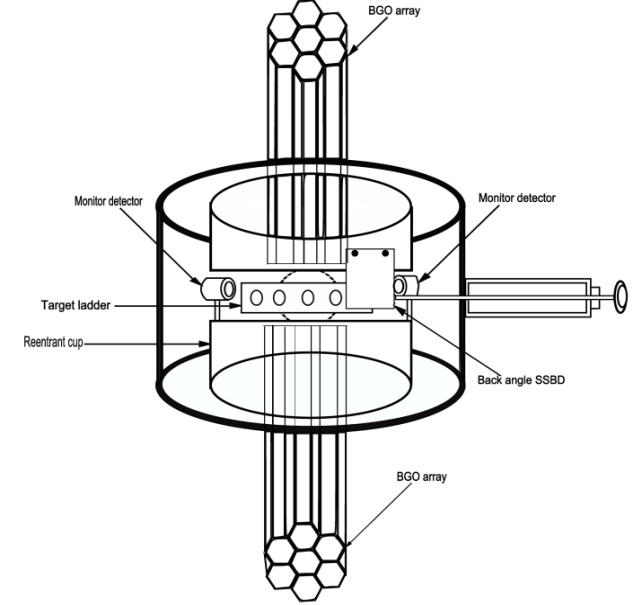 BGO array
Monitor detector
Monitor detector
Target ladder
Reentrant cup
Back angle SSBD
BGO array